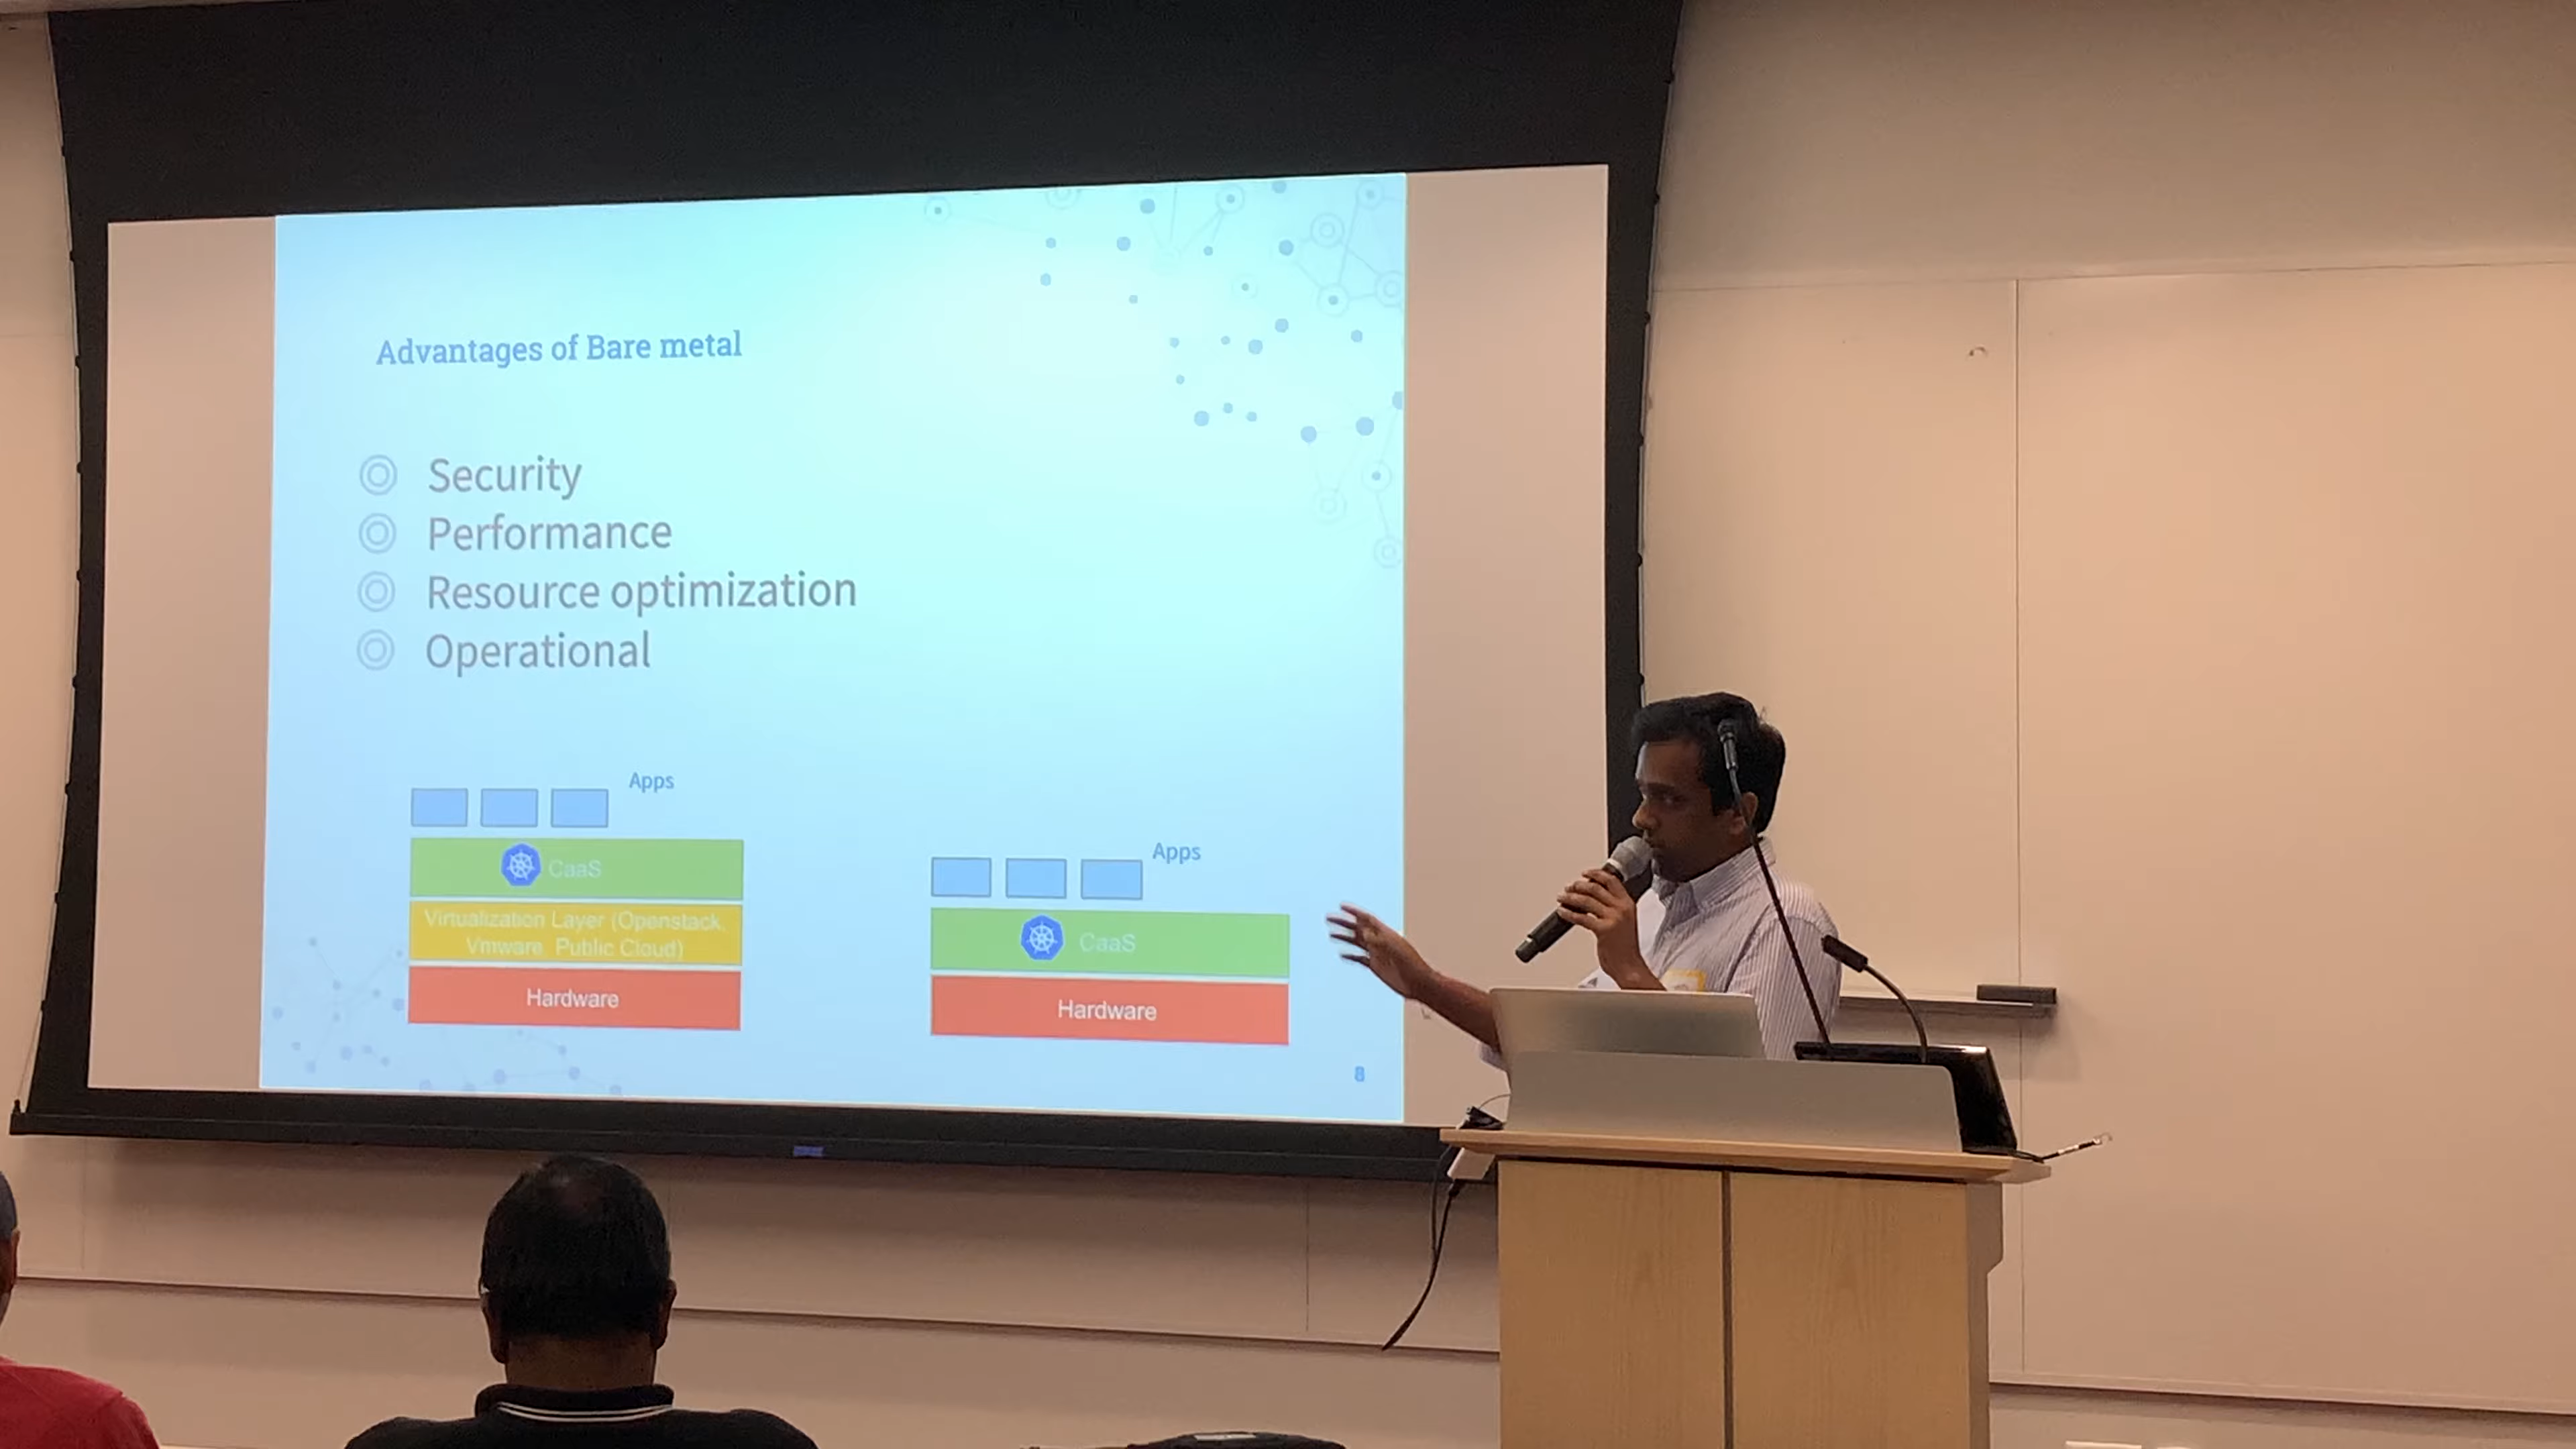 Advantages of Bare metal
Security
Performance
Resource optimization
Operational
Apps
CaaS
Virtualization Layer (Openstack,
Vmware, Public Cloud)
Hardware
Apps
CaaS
Hardware
8